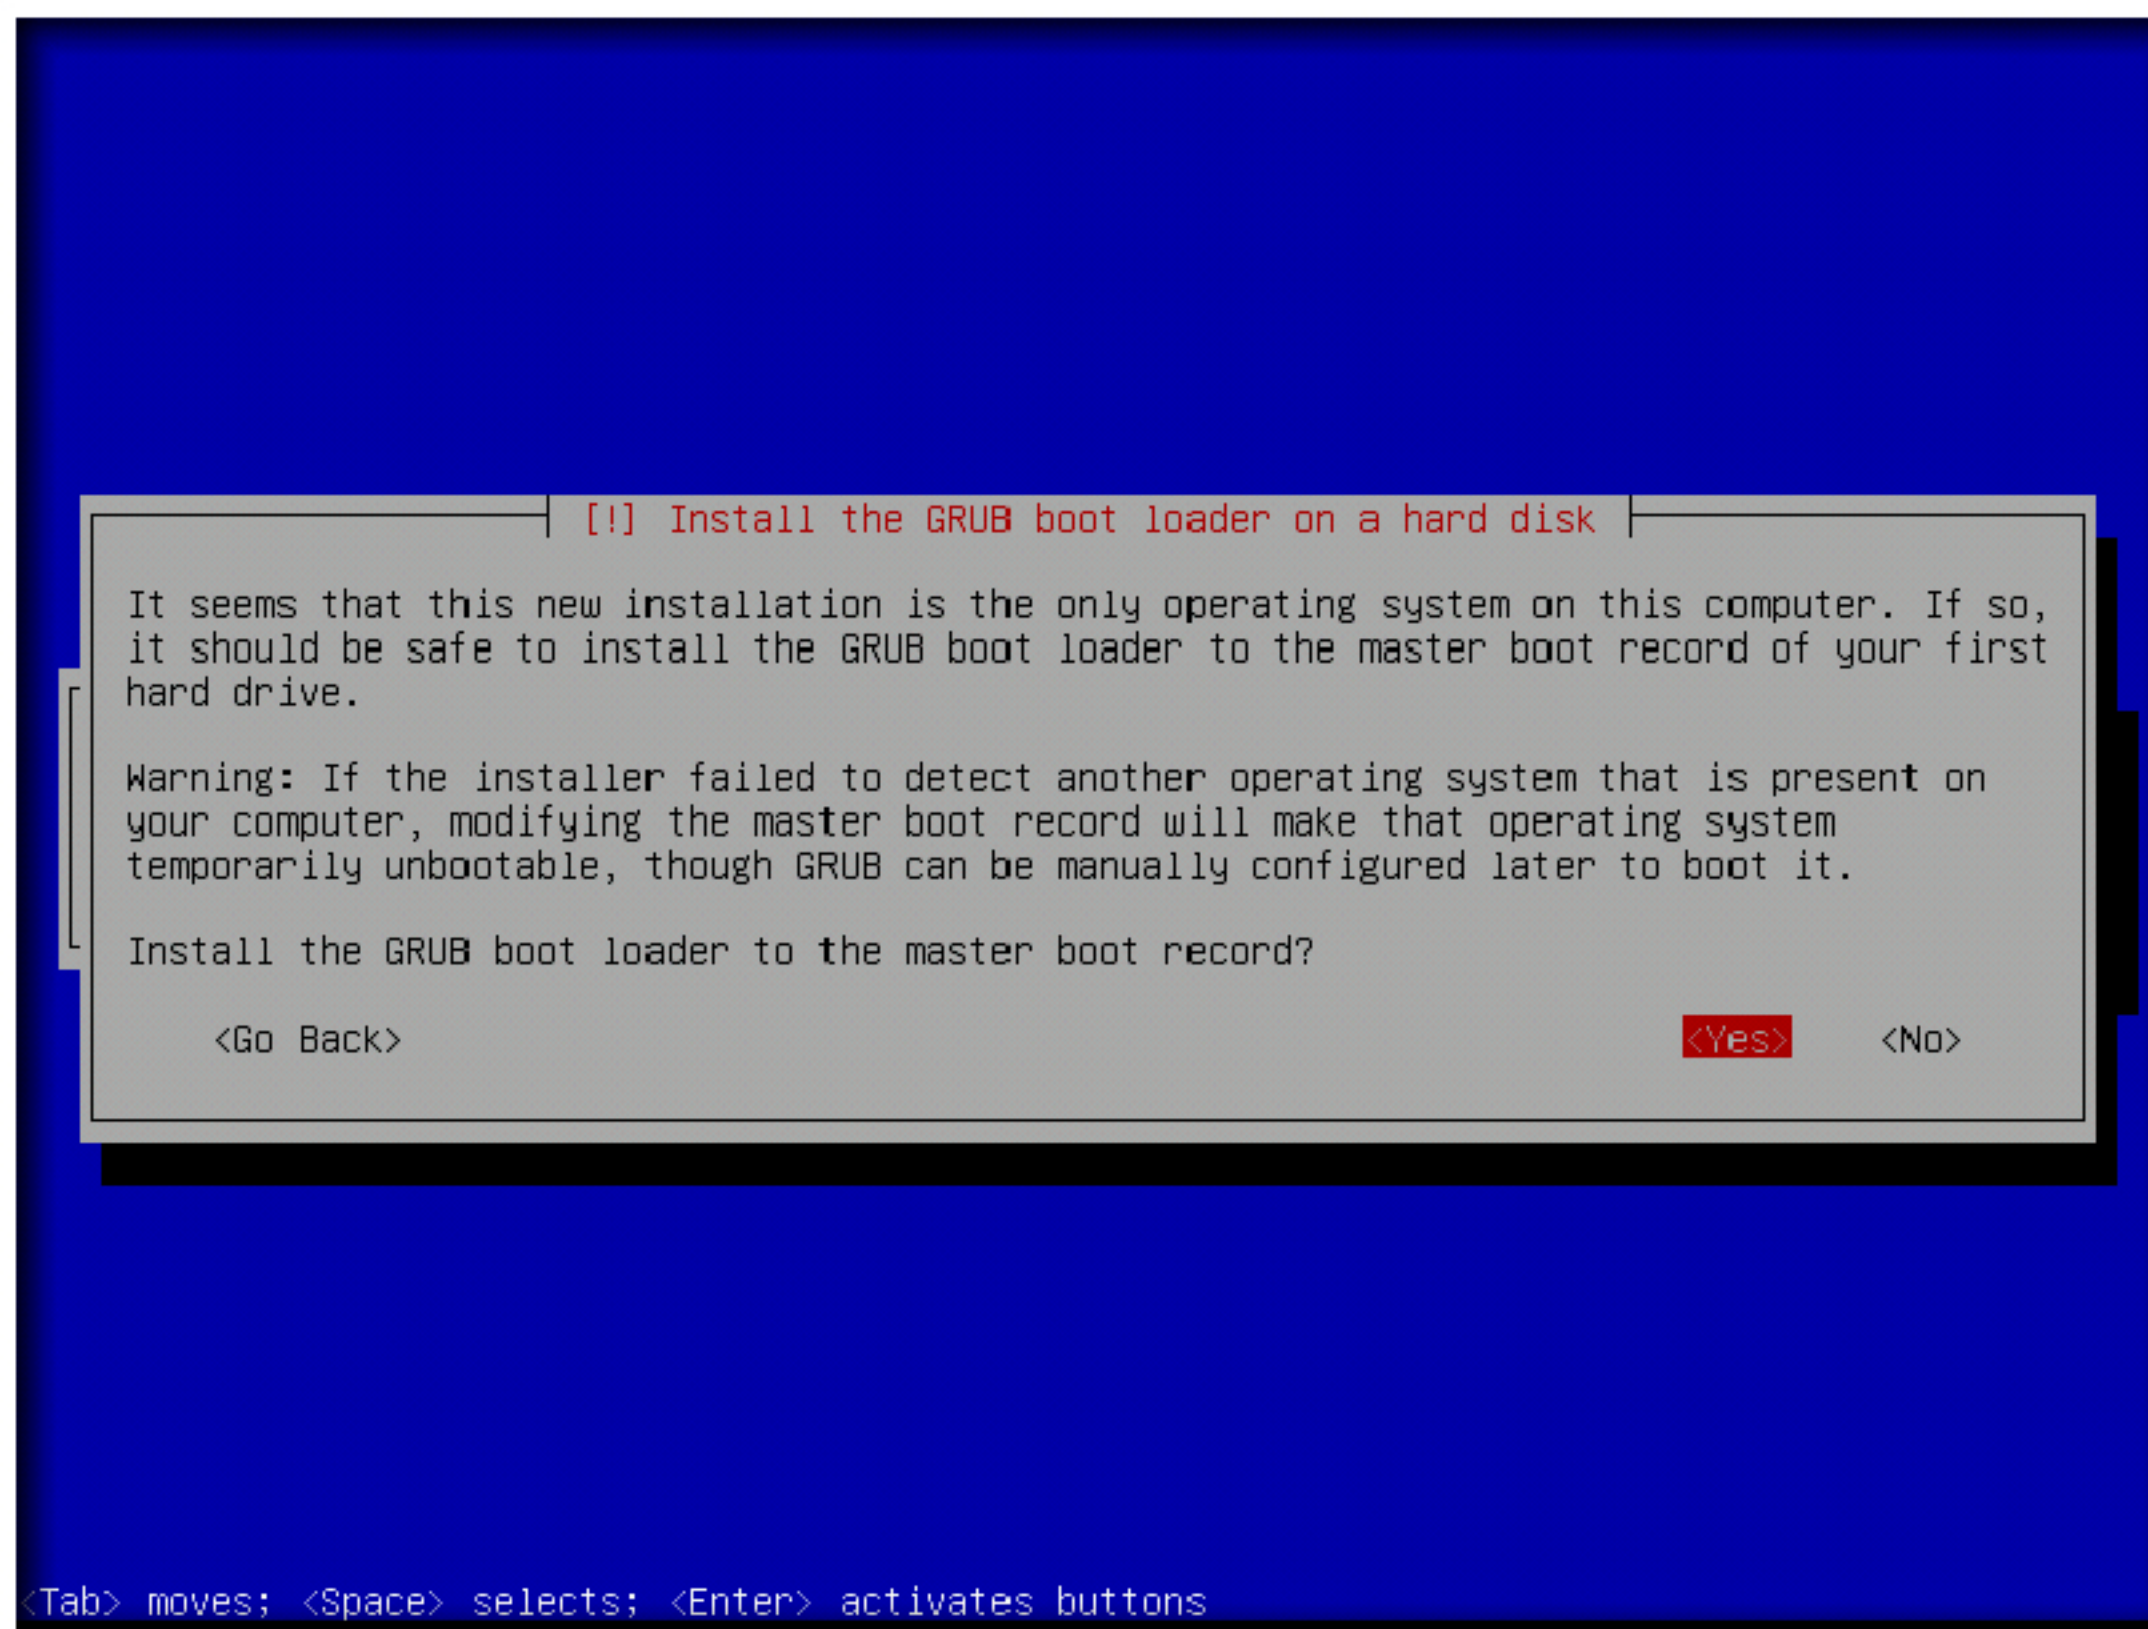 [!] Install the GRUB boot loader on a hard disk
It seems that this new installation is the only operating system on this computer. If so,
it should be safe to install the GRUB boot loader to the master boot record of your first
hard drive.
Warning: If the installer failed to detect another operating system that is present on
your computer, modifying the master boot record will make that operating system
temporarily unbootable, though GRUB can be manually configured later to boot it.
Install the GRUB boot loader to the master boot record?
<Go Back> <Yes> <No>
<Tab> moves; <Space> selects; <Enter> activates buttons